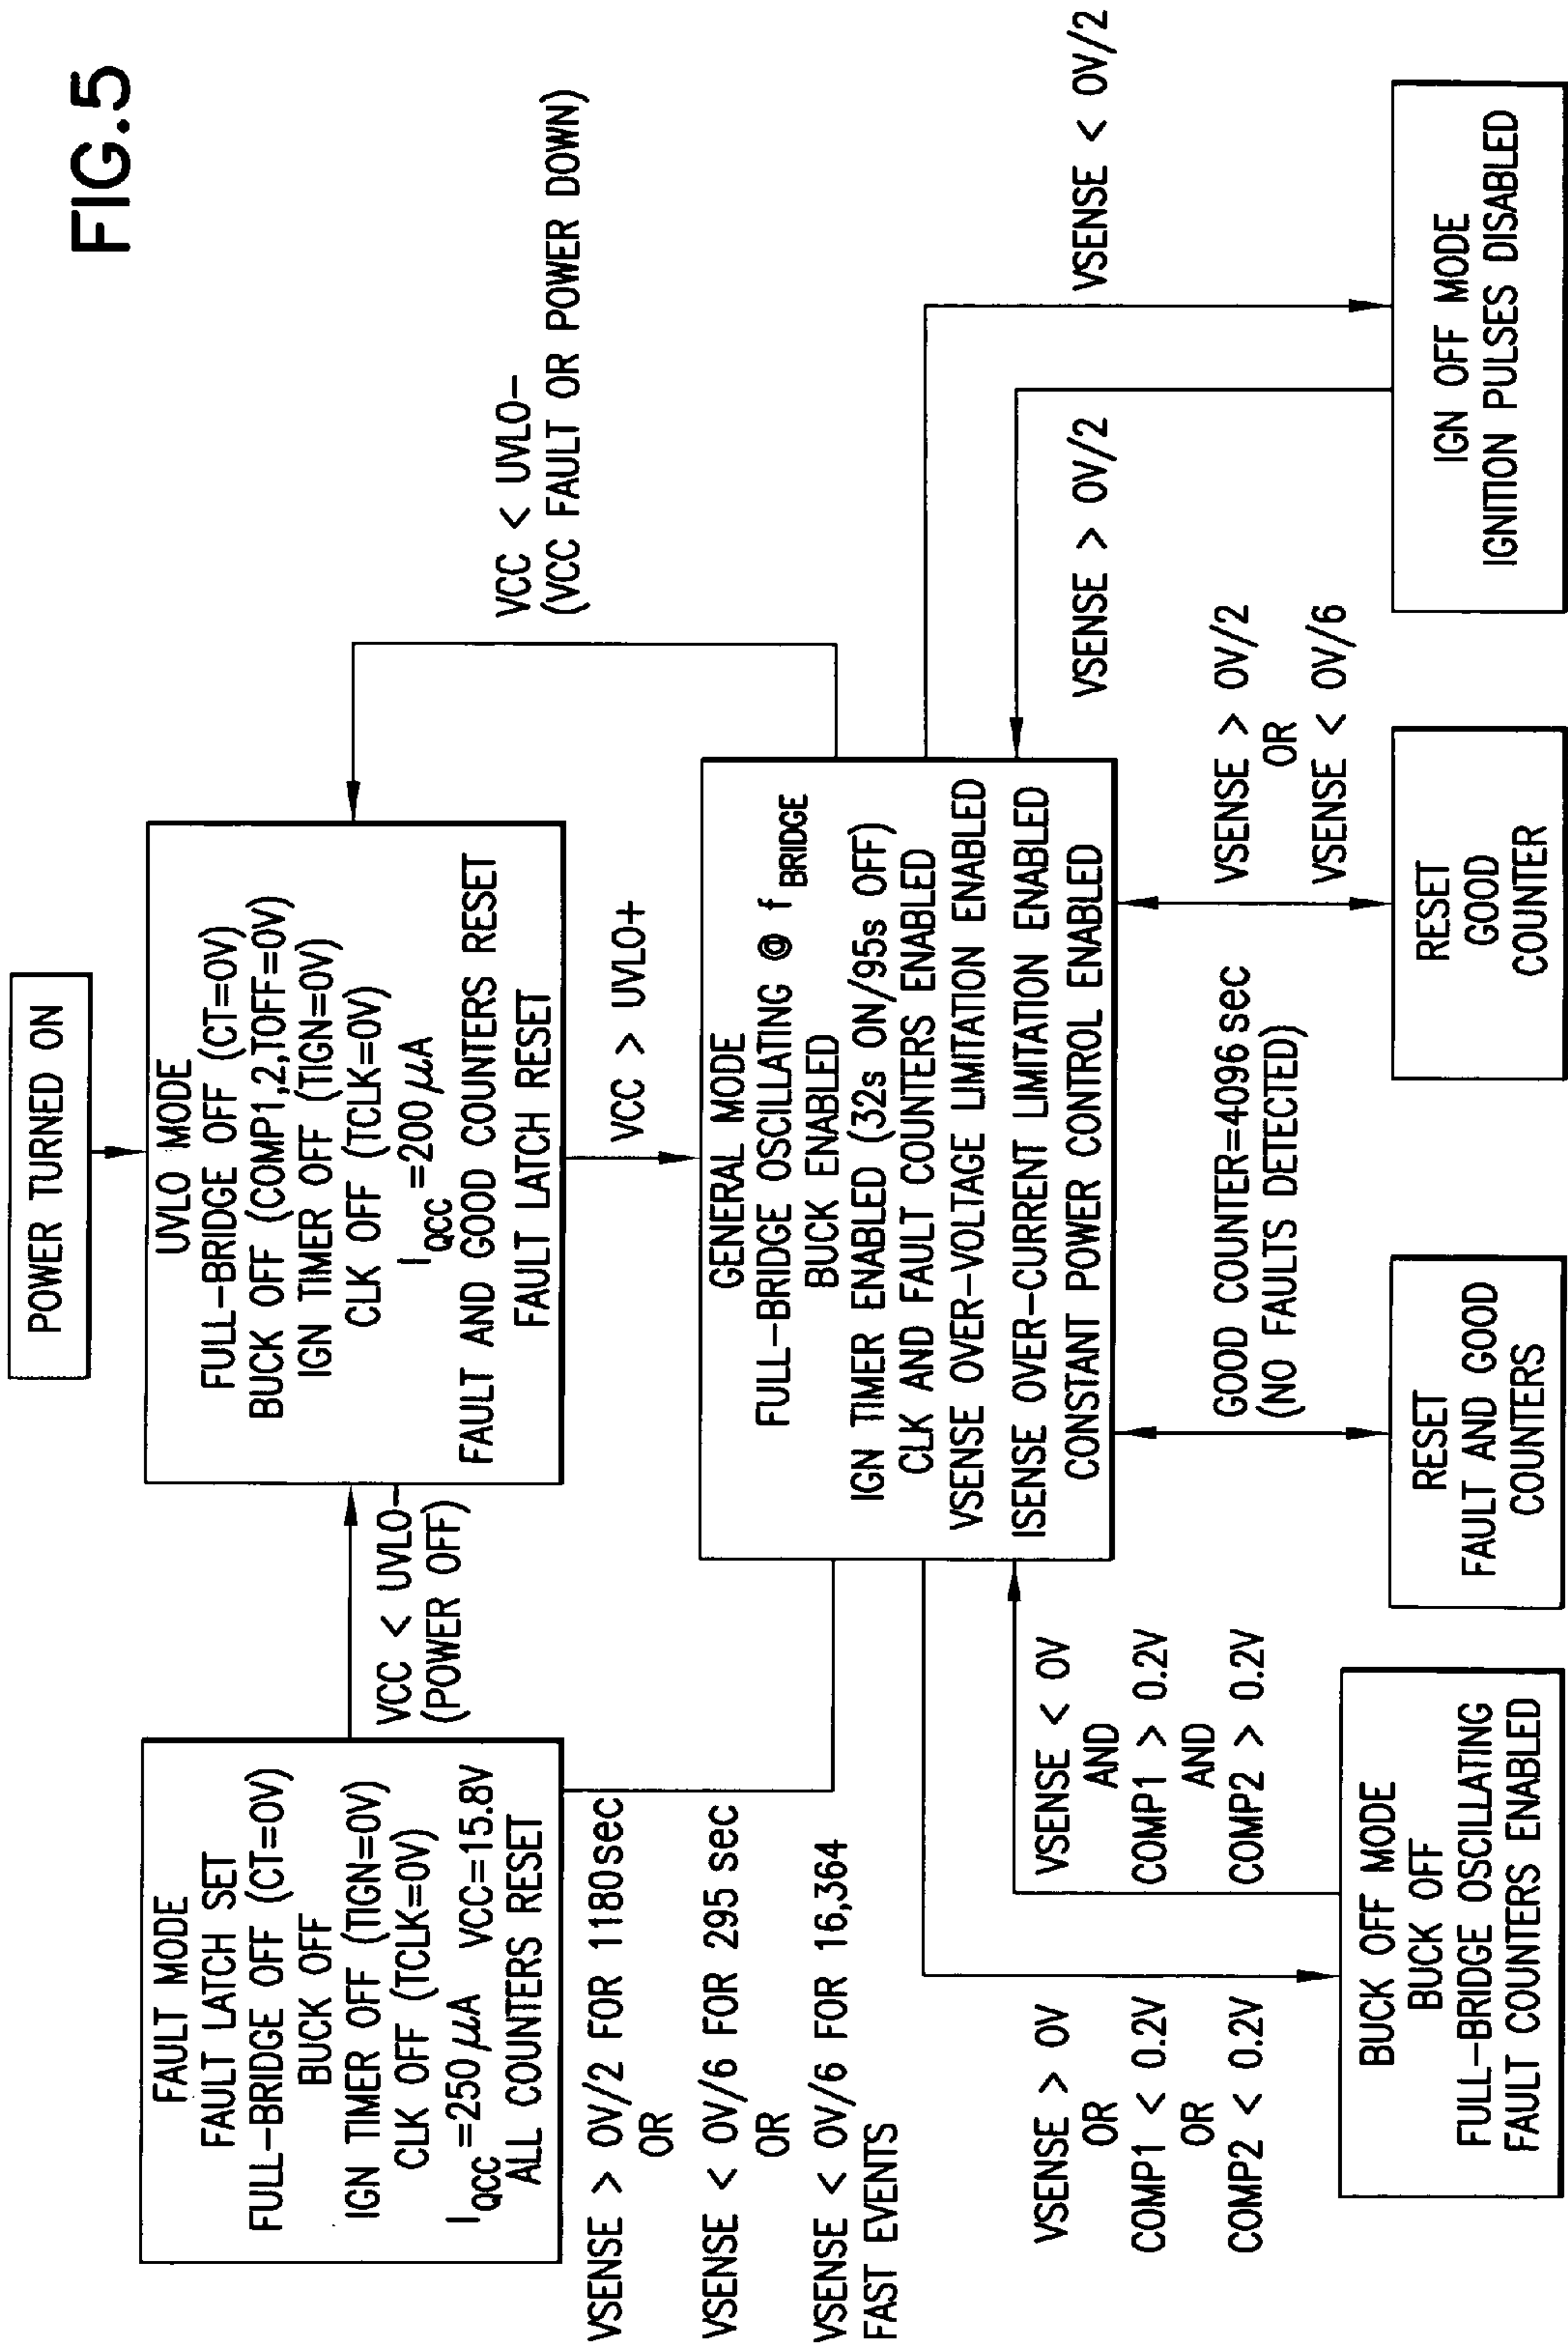 FIG.5
POWER TURNED ON
UVLO MODE
FULL-BRIDGE OFF (CT=0V)
BUCK OFF (COMP1,2,TOFF=0V)
IGN TIMER OFF (TIGN=0V)
CLK OFF (TCLK=0V)
IQCC =200 μA
FAULT AND GOOD COUNTERS RESET
FAULT LATCH RESET
VCC < UVLO-
(VCC FAULT OR POWER DOWN)
FAULT MODE
FAULT LATCH SET
FULL-BRIDGE OFF (CT=0V)
BUCK OFF
IGN TIMER OFF (TIGN=0V)
CLK OFF (TCLK=0V)
IQCC =250 μA VCC=15.8V
ALL COUNTERS RESET
VCC < UVLO-
(POWER OFF)
VCC > UVLO+
VSENSE > OV/2 FOR 1180sec
OR
VSENSE < OV/6 FOR 295 sec
OR
VSENSE < OV/6 FOR 16,364
FAST EVENTS
GENERAL MODE
FULL-BRIDGE OSCILLATING @ f BRIDGE
BUCK ENABLED
IGN TIMER ENABLED (32s ON/95s OFF)
CLK AND FAULT COUNTERS ENABLED
VSENSE OVER-VOLTAGE LIMITATION ENABLED
ISENSE OVER-CURRENT LIMITATION ENABLED
CONSTANT POWER CONTROL ENABLED
VSENSE > OV
OR
COMP1 < 0.2V
OR
COMP2 < 0.2V
VSENSE < OV
AND
COMP1 > 0.2V
AND
COMP2 > 0.2V
GOOD COUNTER=4096 sec
(NO FAULTS DETECTED)
VSENSE > OV/2
OR
VSENSE < OV/6
VSENSE > OV/2
VSENSE < OV/2
BUCK OFF MODE
BUCK OFF
FULL-BRIDGE OSCILLATING
FAULT COUNTERS ENABLED
RESET
FAULT AND GOOD
COUNTERS
RESET
GOOD
COUNTER
IGN OFF MODE
IGNITION PULSES DISABLED